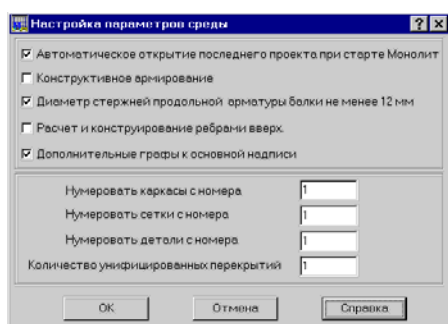 Настройка параметров среды
Автоматическое открытие последнего проекта при старте Монолит
Конструктивное армирование
Диаметр стержней продольной арматуры балки не менее 12 мм
Расчет и конструирование ребрами вверх.
Дополнительные графы к основной надписи
Нумеровать каркасы с номера 1
Нумеровать сетки с номера 1
Нумеровать детали с номера 1
Количество унифицированных перекрытий 1
OK Отмена Справка